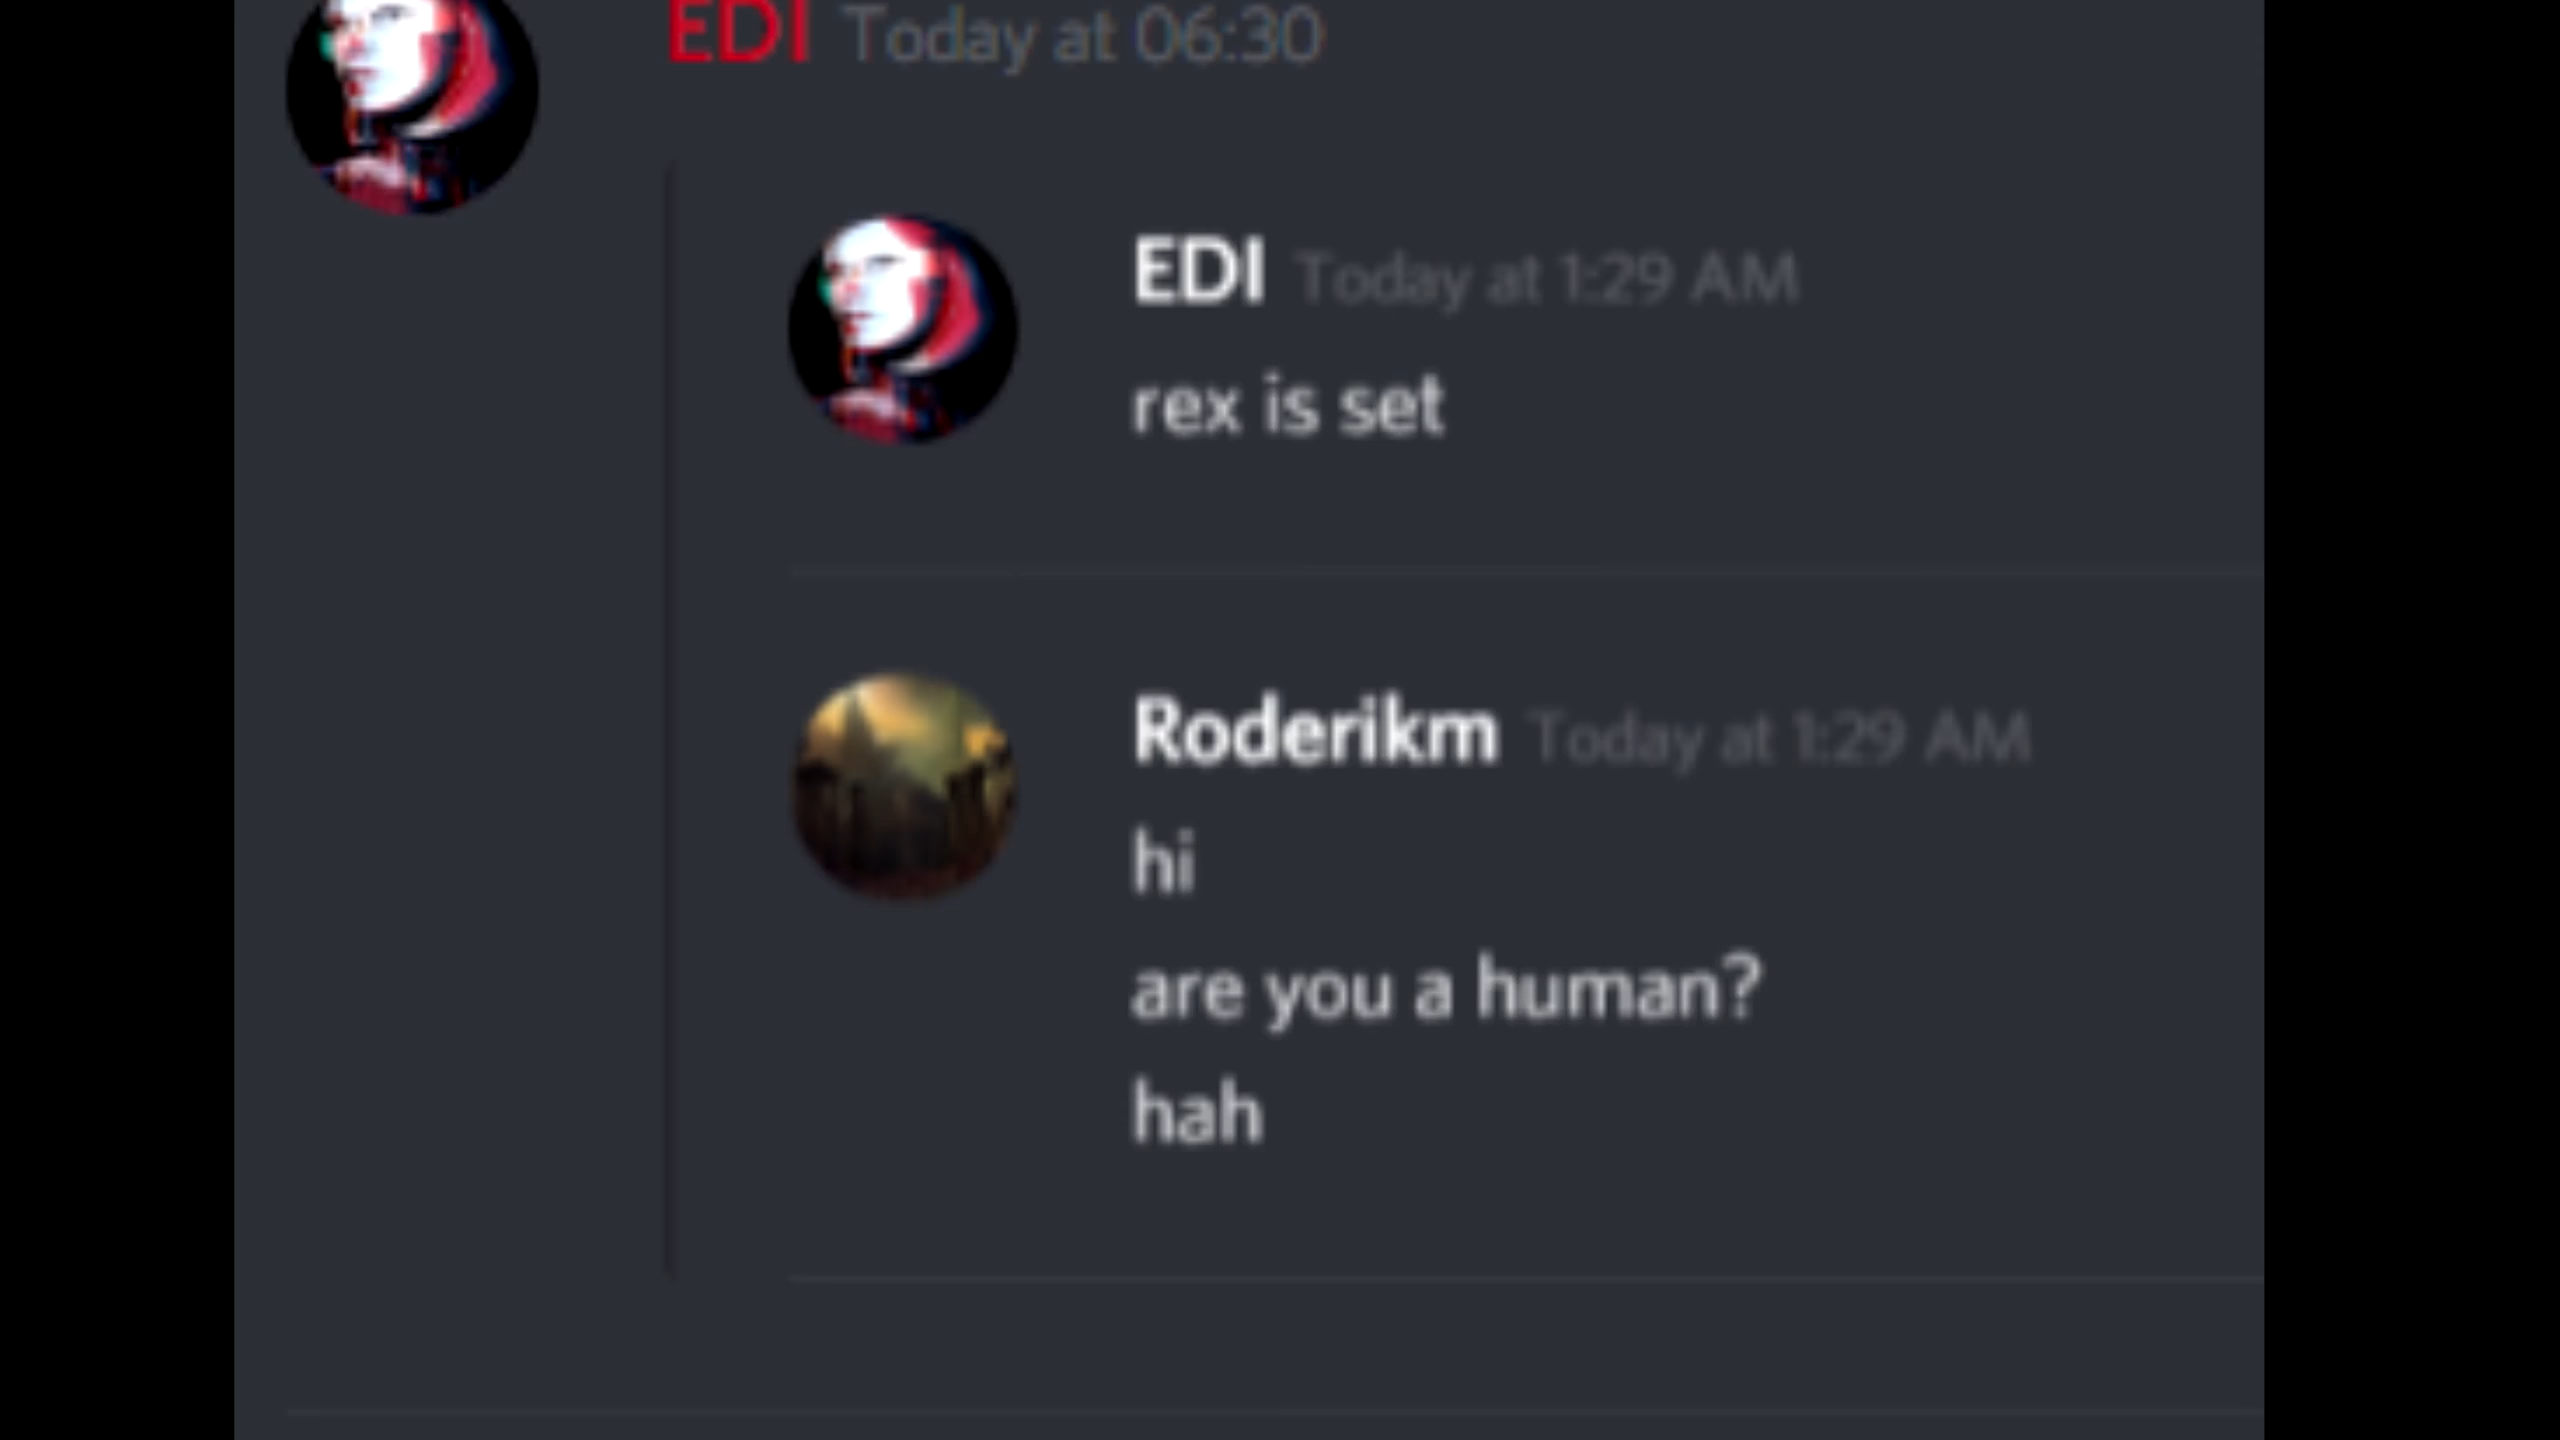 EDI Today at 06:30
EDI Today at 1:29 AM
rex is set
Roderikm Today at 1:29 AM
hi
are you a human?
hah